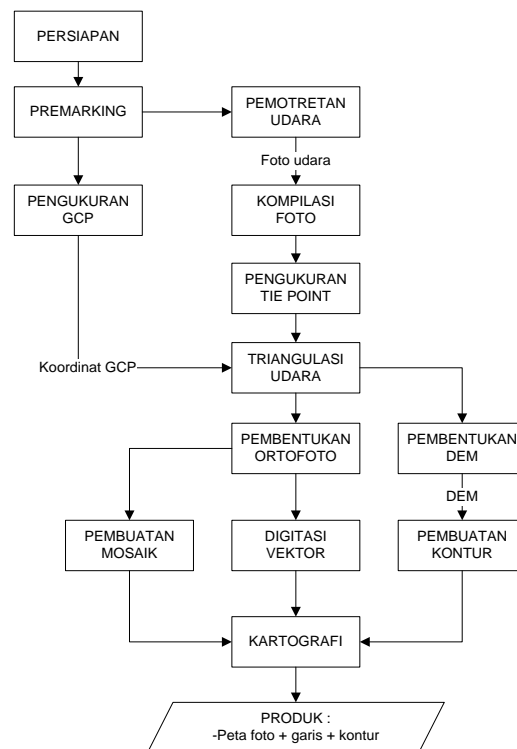 PERSIAPAN
PREMARKING
PEMOTRETAN
UDARA
Foto udara
PENGUKURAN
GCP
KOMPILASI
FOTO
PENGUKURAN
TIE POINT
Koordinat GCP
TRIANGULASI
UDARA
PEMBENTUKAN
ORTOFOTO
PEMBENTUKAN
DEM
DEM
PEMBUATAN
MOSAIK
DIGITASI
VEKTOR
PEMBUATAN
KONTUR
KARTOGRAFI
PRODUK :
-Peta foto + garis + kontur